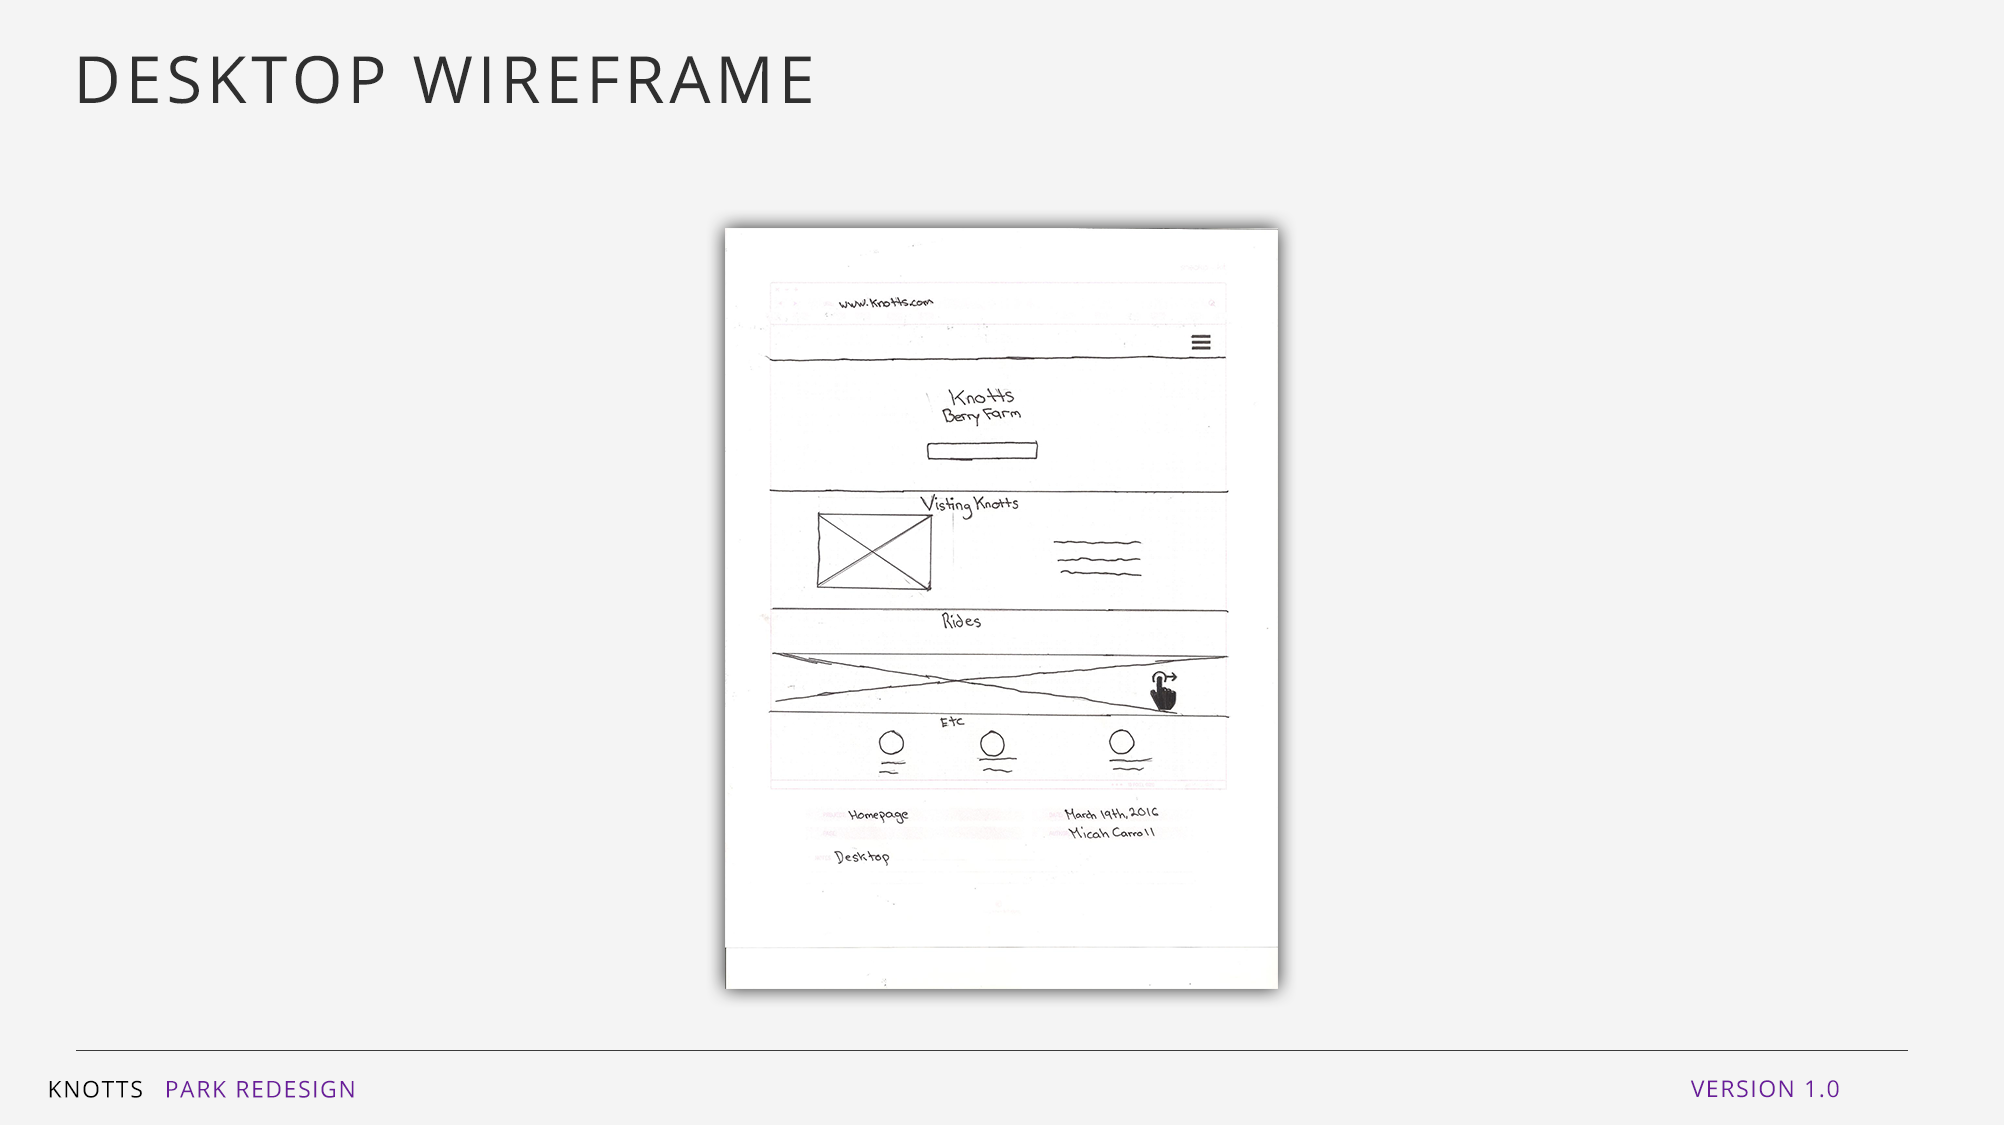 DESKTOP WIREFRAME
www.Knotts.com
Knotts
Berry Farm
Visting Knotts
Rides
Etc
Homepage
March 19th, 2016
Micah Carroll
Desktop
KNOTTS PARK REDESIGN
VERSION 1.0